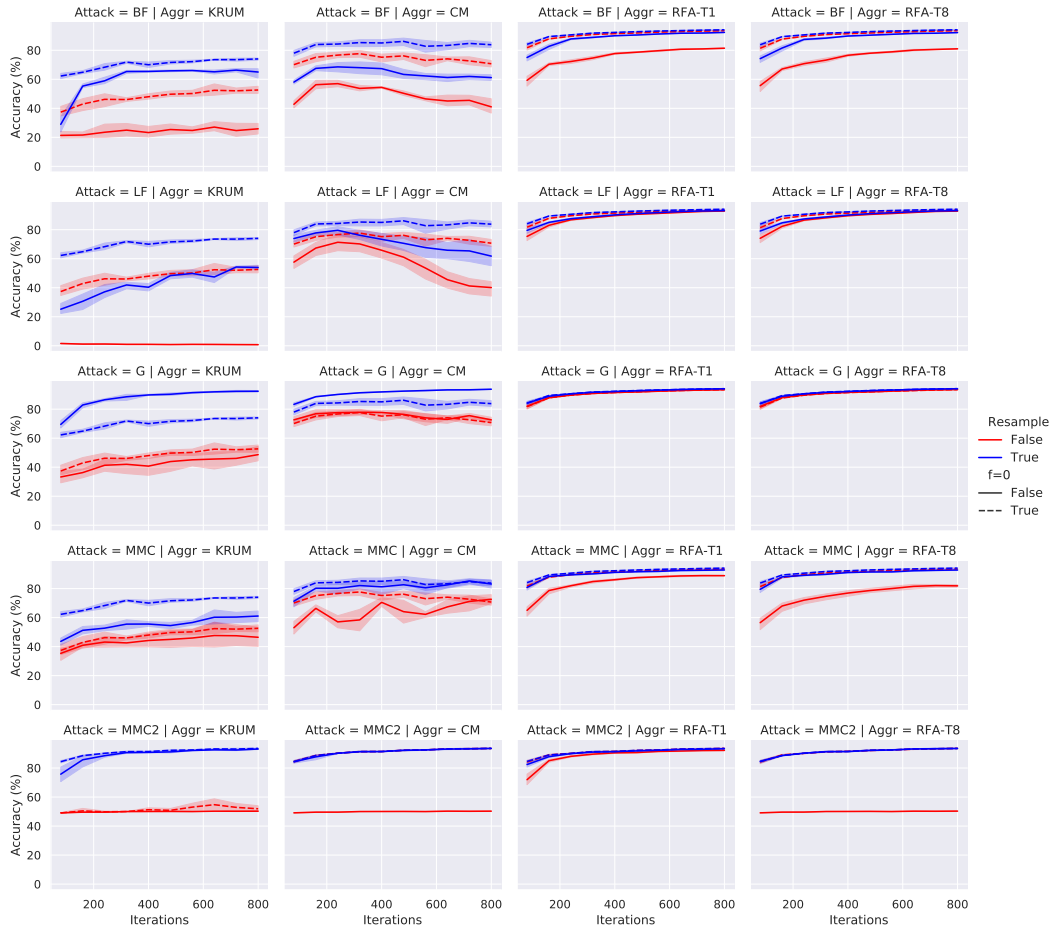 Attack = BF | Aggr = KRUM
Attack = BF | Aggr = CM
Attack = BF | Aggr = RFA-T1
Attack = BF | Aggr = RFA-T8
Accuracy (%)
80
60
40
20
0
Attack = LF | Aggr = KRUM
Attack = LF | Aggr = CM
Attack = LF | Aggr = RFA-T1
Attack = LF | Aggr = RFA-T8
Accuracy (%)
80
60
40
20
0
Attack = G | Aggr = KRUM
Attack = G | Aggr = CM
Attack = G | Aggr = RFA-T1
Attack = G | Aggr = RFA-T8
Accuracy (%)
80
60
40
20
0
Resample
False
True
f=0
False
True
Attack = MMC | Aggr = KRUM
Attack = MMC | Aggr = CM
Attack = MMC | Aggr = RFA-T1
Attack = MMC | Aggr = RFA-T8
Accuracy (%)
80
60
40
20
0
Attack = MMC2 | Aggr = KRUM
Attack = MMC2 | Aggr = CM
Attack = MMC2 | Aggr = RFA-T1
Attack = MMC2 | Aggr = RFA-T8
Accuracy (%)
80
60
40
20
0
200 400 600 800
200 400 600 800
200 400 600 800
200 400 600 800
Iterations
Iterations
Iterations
Iterations